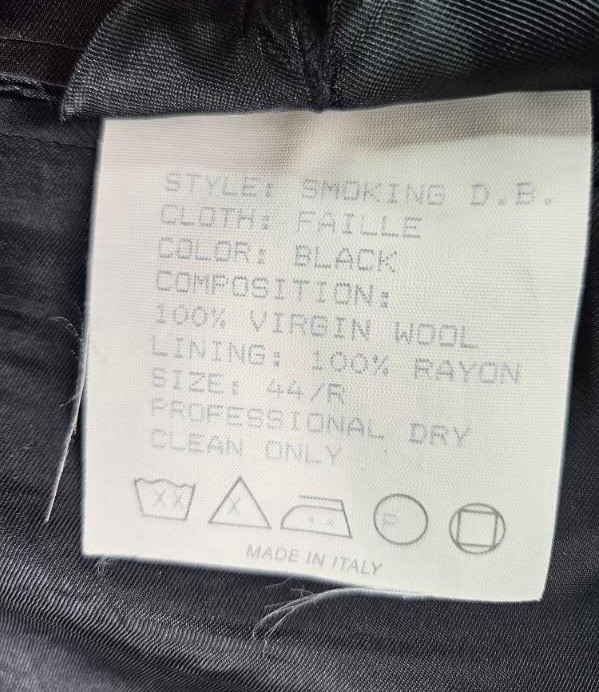 STYLE: SMOKING D.B.
CLOTH: FAILLE
COLOR: BLACK
COMPOSITION:
100% VIRGIN WOOL
LINING: 100% RAYON
SIZE: 44/R
PROFESSIONAL DRY
CLEAN ONLY
P
MADE IN ITALY